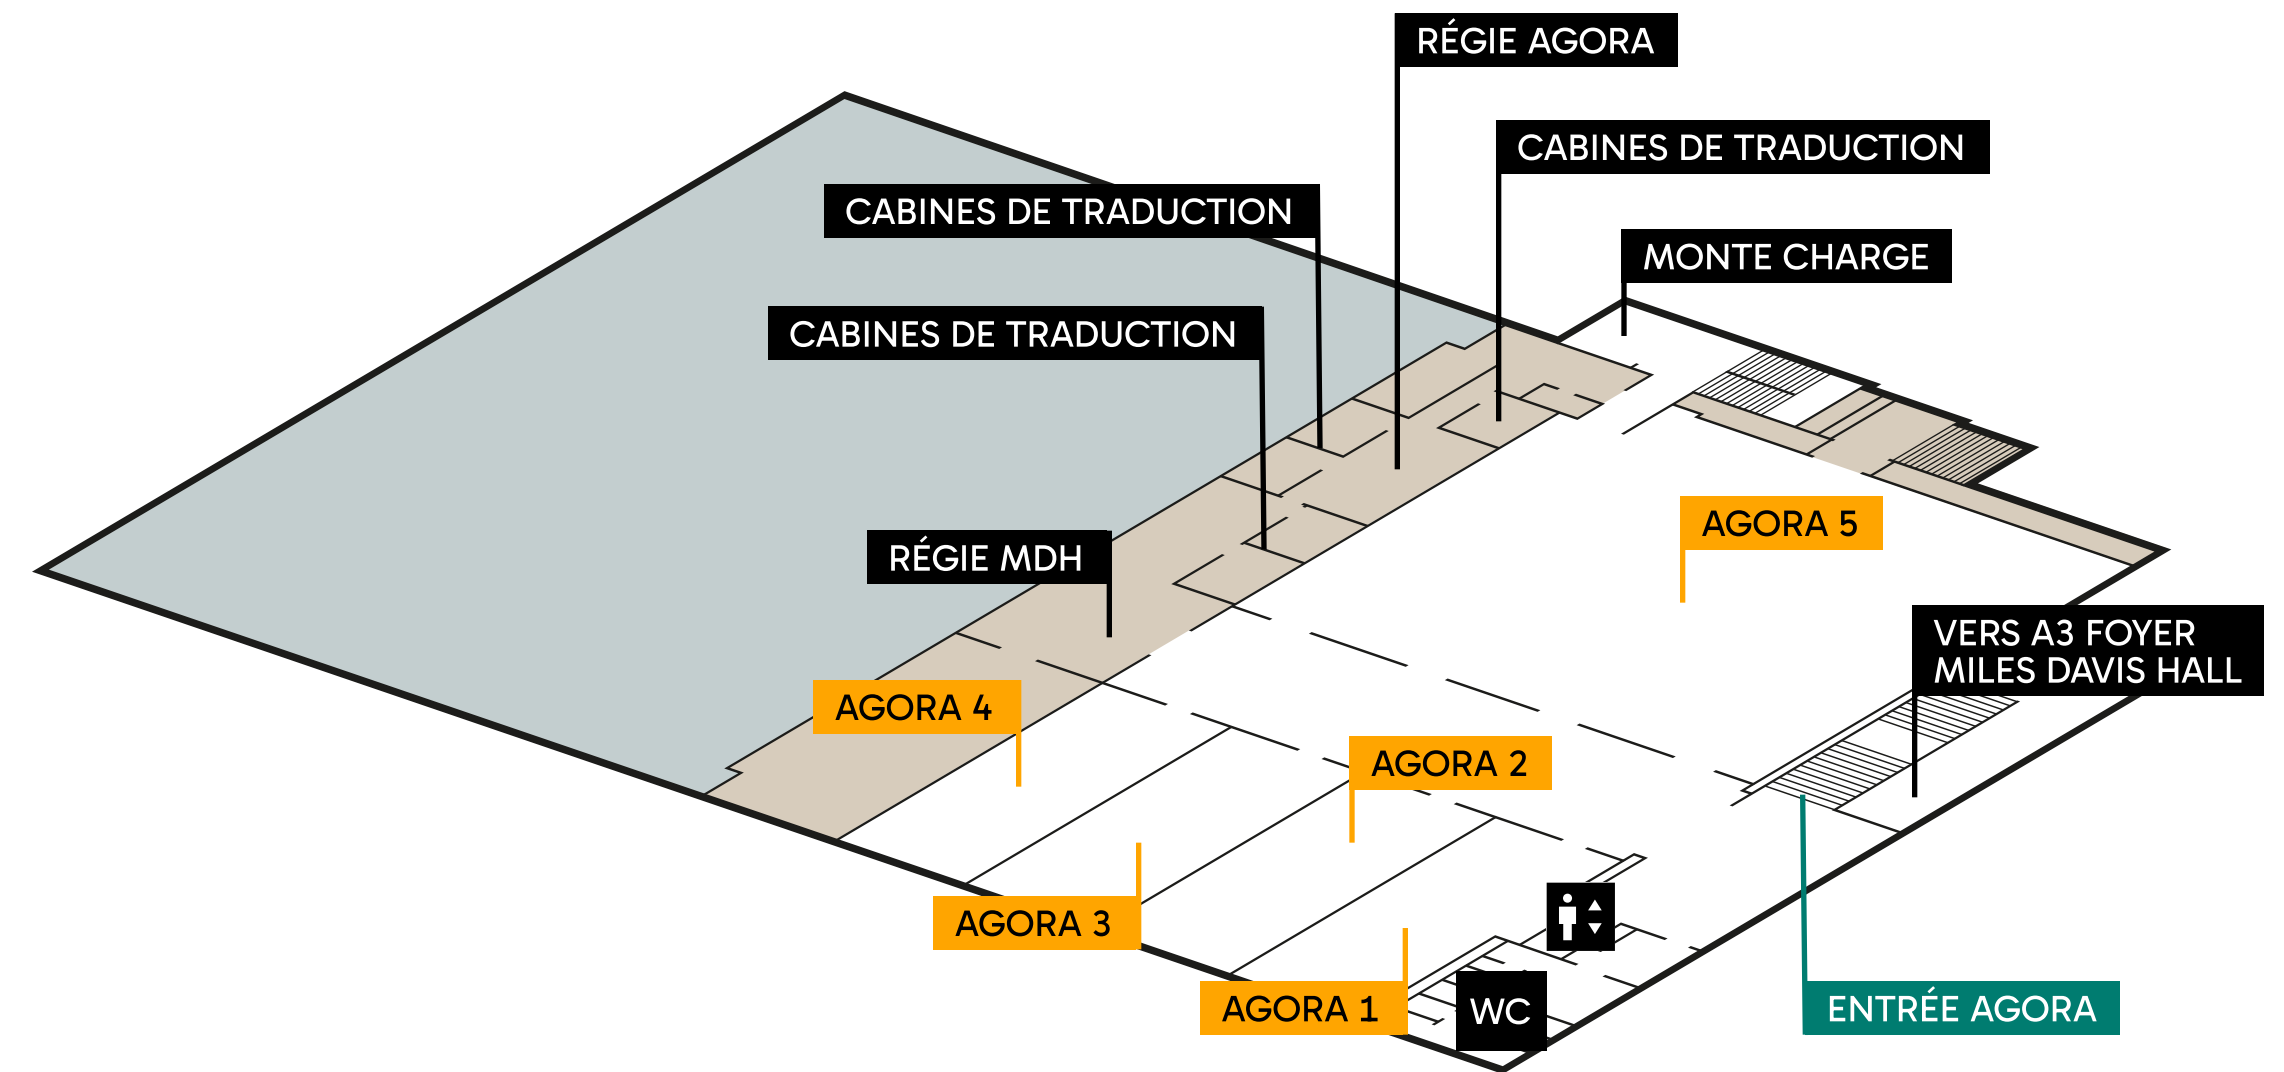 RÉGIE AGORA
CABINES DE TRADUCTION
CABINES DE TRADUCTION
MONTE CHARGE
CABINES DE TRADUCTION
AGORA 5
RÉGIE MDH
VERS A3 FOYER
MILES DAVIS HALL
AGORA 4
AGORA 2
AGORA 3
AGORA 1
WC
ENTRÉE AGORA